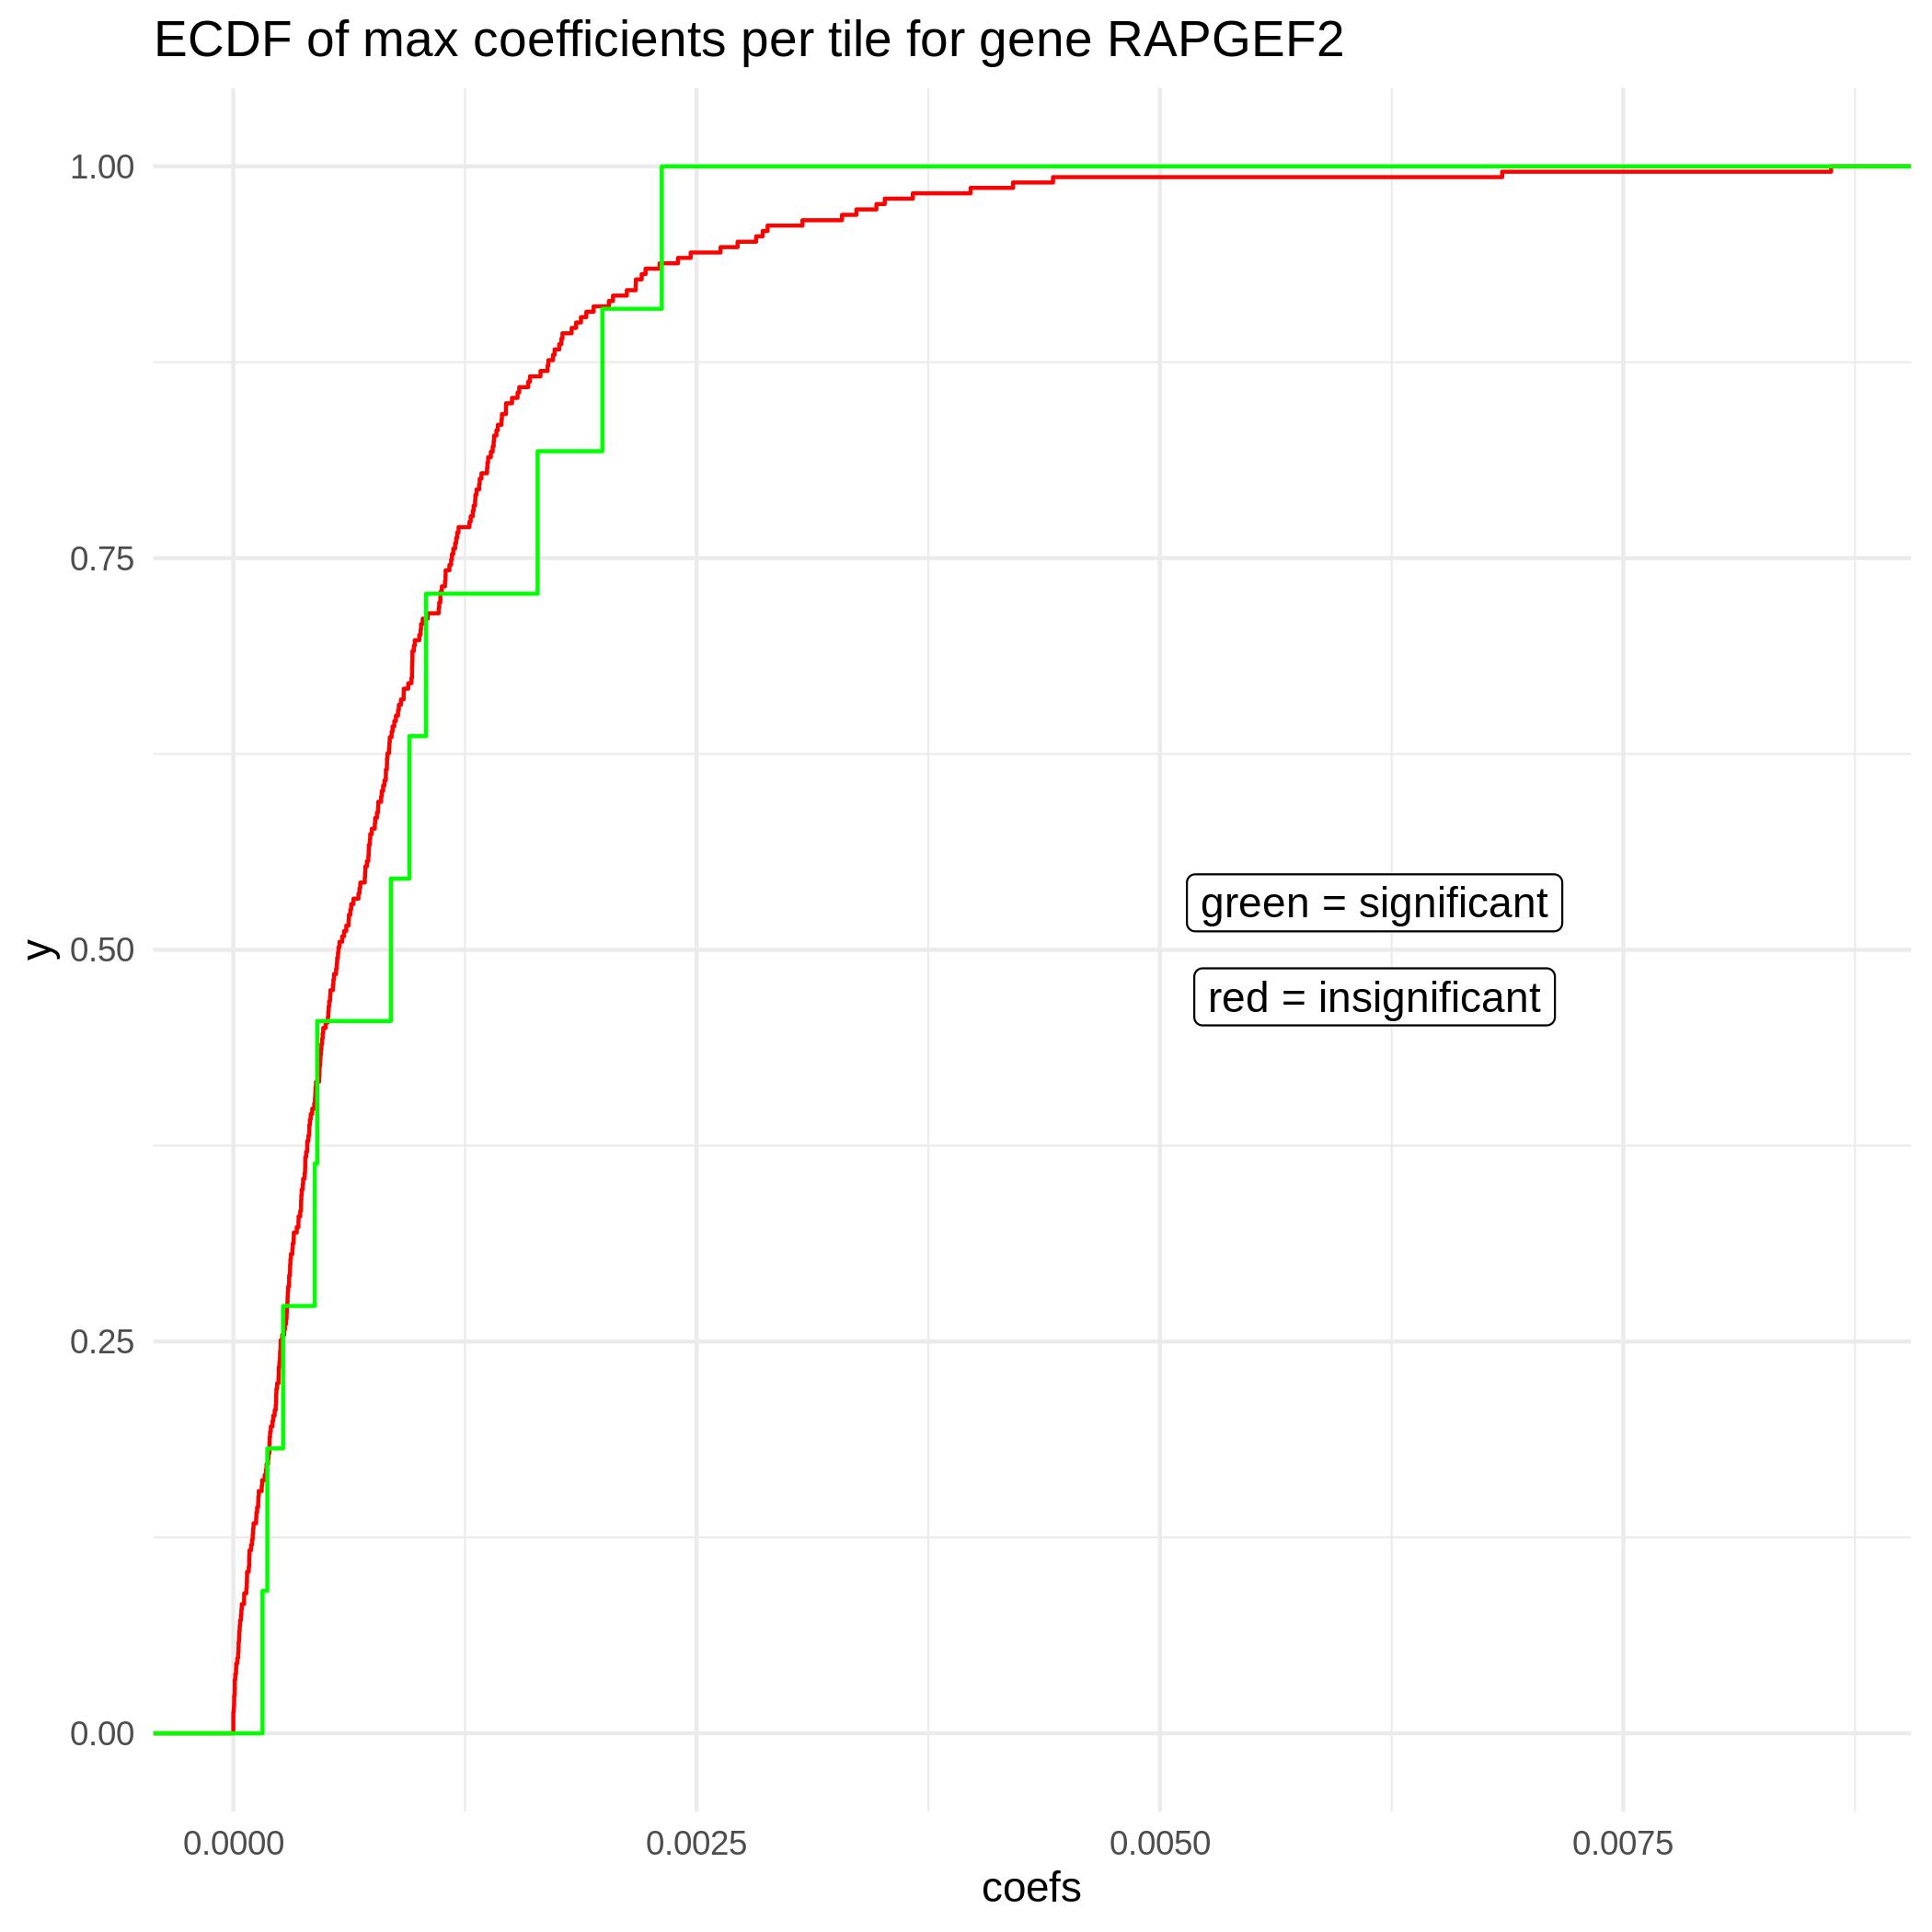 ECDF of max coefficients per tile for gene RAPGEF2
1.00
0.75
0.50
0.25
0.00
y
green = significant
red = insignificant
0.0000 0.0025 0.0050 0.0075
coefs